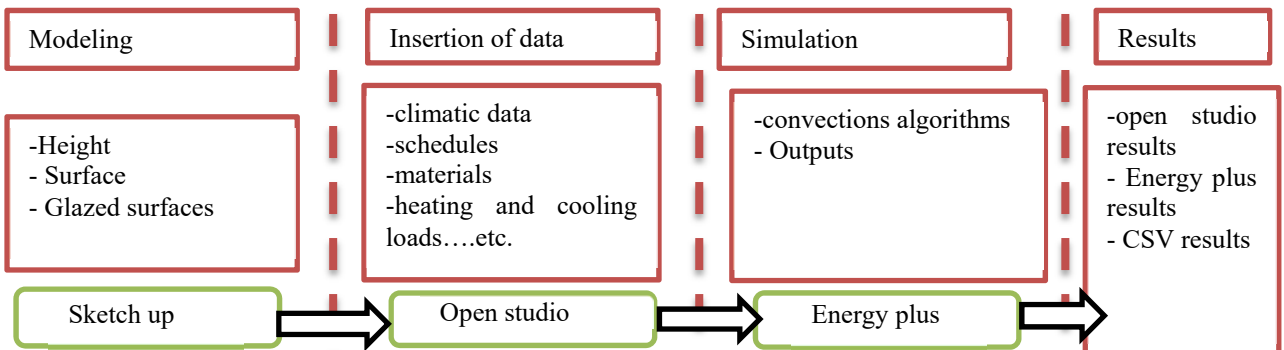 Modeling
Insertion of data
Simulation
Results
-Height
- Surface
- Glazed surfaces
-climatic data
-schedules
-materials
-heating and cooling
loads….etc.
-convections algorithms
- Outputs
-open studio
results
- Energy plus
results
- CSV results
Sketch up
Open studio
Energy plus